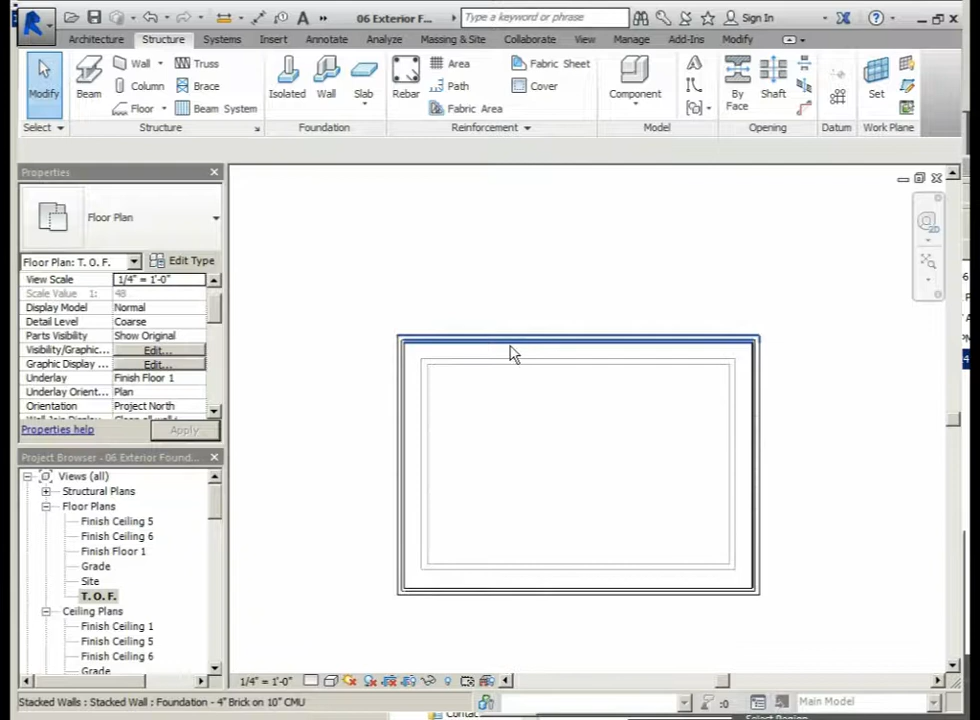 06 Exterior F...
Type a keyword or phrase
Sign In
Architecture Structure Systems Insert Annotate Analyze Massing & Site Collaborate View Manage Add-Ins Modify
Modify
Beam
Wall
Column
Floor
Truss
Brace
Beam System
Isolated
Wall
Slab
Rebar
Area
Path
Fabric Area
Fabric Sheet
Cover
Component
By
Face
Shaft
Set
Select Structure Foundation Reinforcement Model Opening Datum Work Plane
Properties
Floor Plan
Floor Plan: T. O. F. Edit Type
View Scale 1/4" = 1'-0"
Scale Value 1: 48
Display Model Normal
Detail Level Coarse
Parts Visibility Show Original
Visibility/Graphic... Edit...
Graphic Display ... Edit...
Underlay Finish Floor 1
Underlay Orient... Plan
Orientation Project North
Properties help Apply
Project Browser - 06 Exterior Found...
Views (all)
Structural Plans
Floor Plans
Finish Ceiling 5
Finish Ceiling 6
Finish Floor 1
Grade
Site
T. O. F.
Ceiling Plans
Finish Ceiling 1
Finish Ceiling 5
Finish Ceiling 6
Grade
2D
1/4" = 1'-0"
Stacked Walls : Stacked Wall : Foundation - 4" Brick on 10" CMU
:0
Main Model